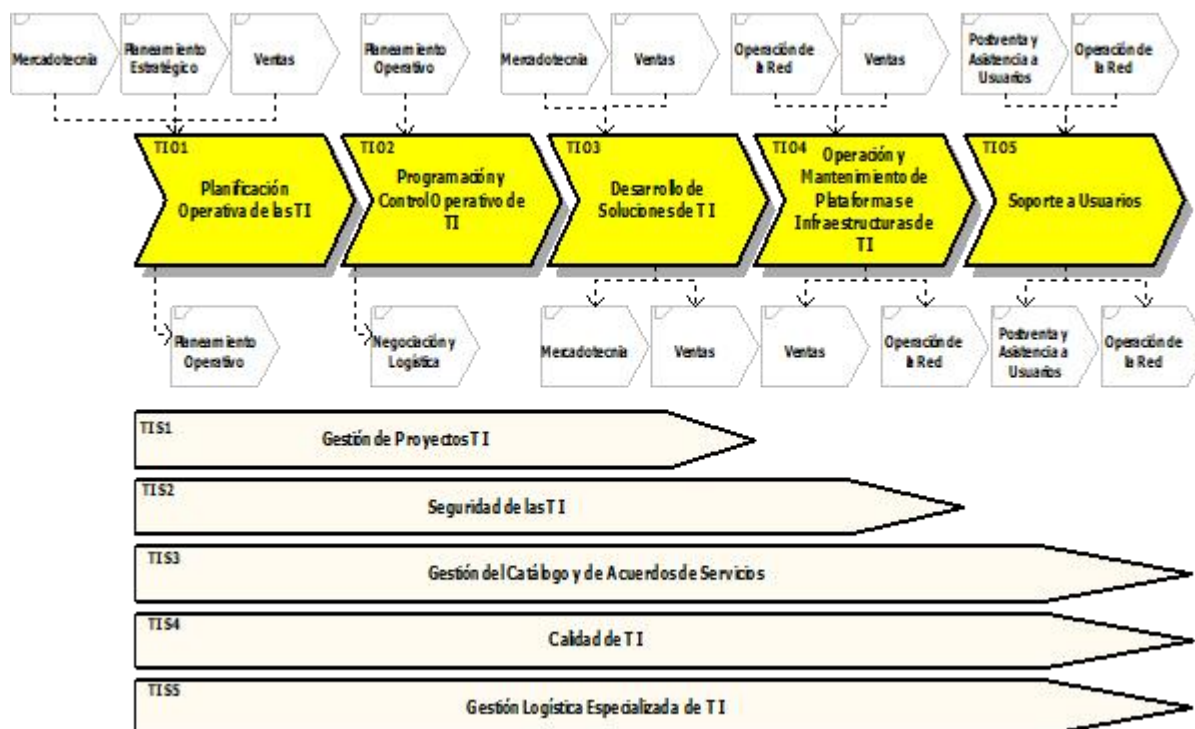 Mercadotecnia
Planeamiento
Estratégico
Ventas
Planeamiento
Operativo
Mercadotecnia
Ventas
Operación de
la Red
Ventas
Postventa y
Asistencia a
Usuarios
Operación de
la Red
TIO1
Planificación
Operativa de las TI
TIO2
Programación y
Control Operativo de
TI
TIO3
Desarrollo de
Soluciones de TI
TIO4
Operación y
Mantenimiento de
Plataformas e
Infraestructuras de
TI
TIO5
Soporte a Usuarios
Planeamiento
Operativo
Negociación y
Logística
Mercadotecnia
Ventas
Ventas
Operación de
la Red
Postventa y
Asistencia a
Usuarios
Operación de
la Red
TIS1
Gestión de Proyectos TI
TIS2
Seguridad de las TI
TIS3
Gestión del Catálogo y de Acuerdos de Servicios
TIS4
Calidad de TI
TIS5
Gestión Logística Especializada de TI